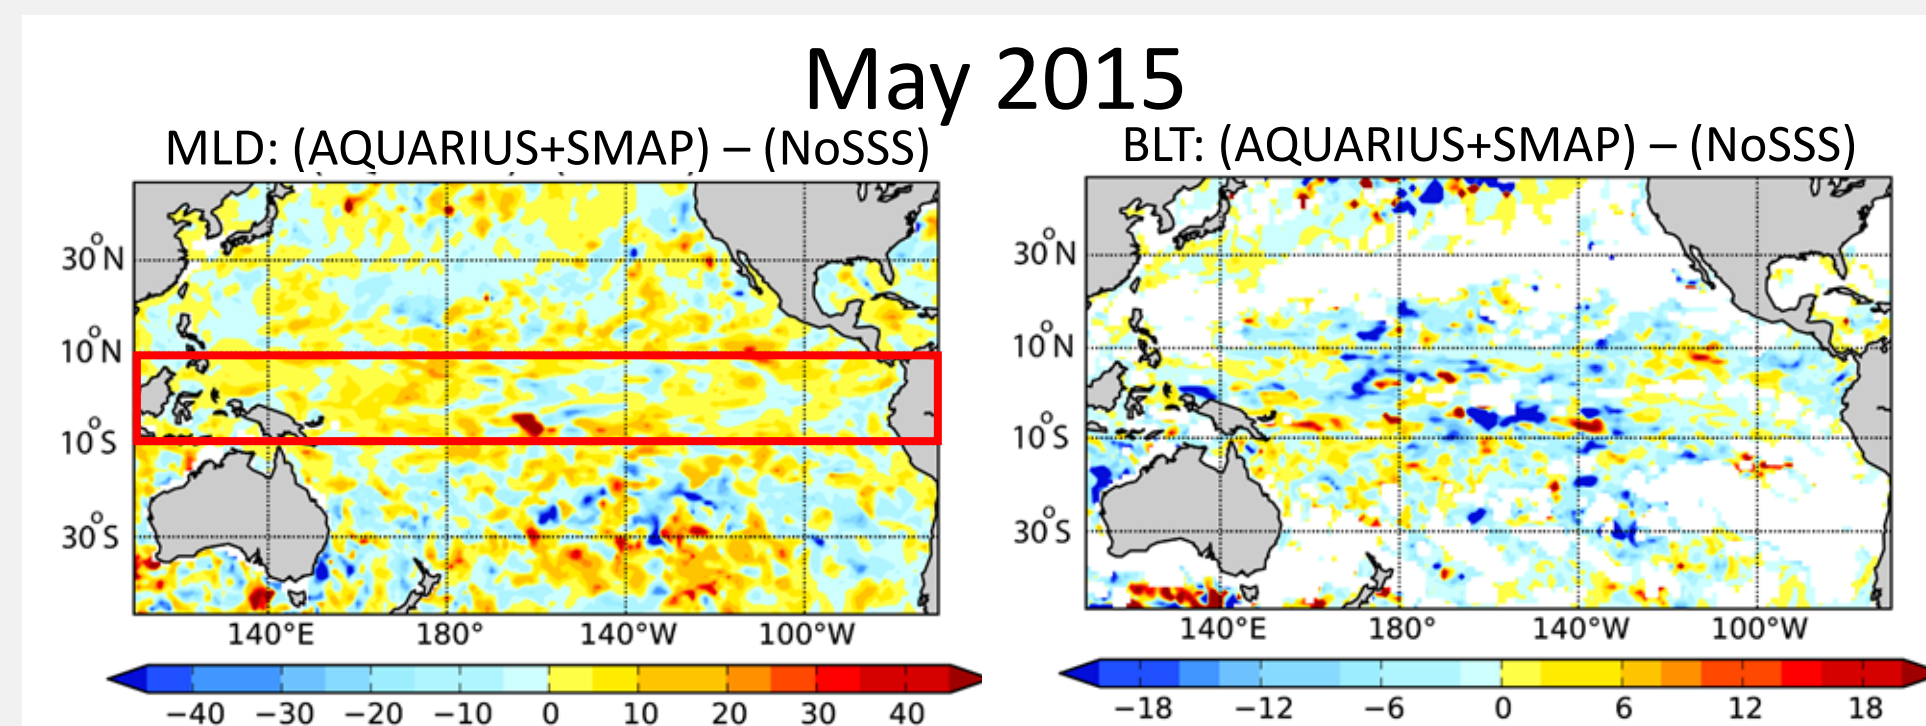 May 2015
MLD: (AQUARIUS+SMAP) – (NoSSS)
BLT: (AQUARIUS+SMAP) – (NoSSS)
30°N
10°N
10°S
30°S
140°E 180° 140°W 100°W
−40 −30 −20 −10 0 10 20 30 40
30°N
10°N
10°S
30°S
140°E 180° 140°W 100°W
−18 −12 −6 0 6 12 18